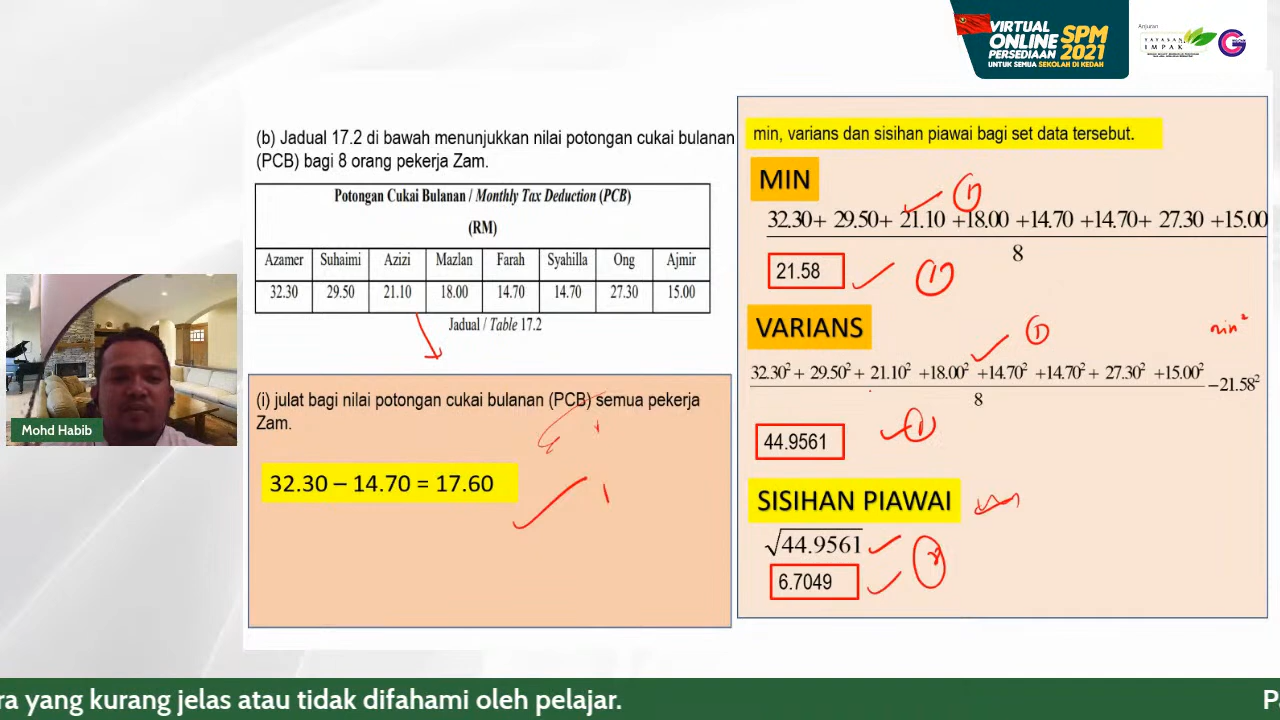 VIRTUAL
ONLINE
PERSEDIAAN
SPM
2021
UNTUK SEMUA SEKOLAH DI KEDAH
Anjuran
YAYASAN
IMPAK
G
(b) Jadual 17.2 di bawah menunjukkan nilai potongan cukai bulanan
(PCB) bagi 8 orang pekerja Zam.
Potongan Cukai Bulanan / Monthly Tax Deduction (PCB)
(RM)
Azamer Suhaimi Azizi Mazlan Farah Syahilla Ong Ajmir
32.30 29.50 21.10 18.00 14.70 14.70 27.30 15.00
Jadual / Table 17.2
(i) julat bagi nilai potongan cukai bulanan (PCB) semua pekerja
Zam.
32.30 – 14.70 = 17.60
min, varians dan sisihan piawai bagi set data tersebut.
MIN
32.30+ 29.50+ 21.10 +18.00 +14.70 +14.70+ 27.30 +15.00
8
21.58
VARIANS
min²
32.30² + 29.50² + 21.10² +18.00² +14.70² +14.70² + 27.30² +15.00²
8
–21.58²
44.9561
SISIHAN PIAWAI
√44.9561
6.7049
Mohd Habib
ra yang kurang jelas atau tidak difahami oleh pelajar.